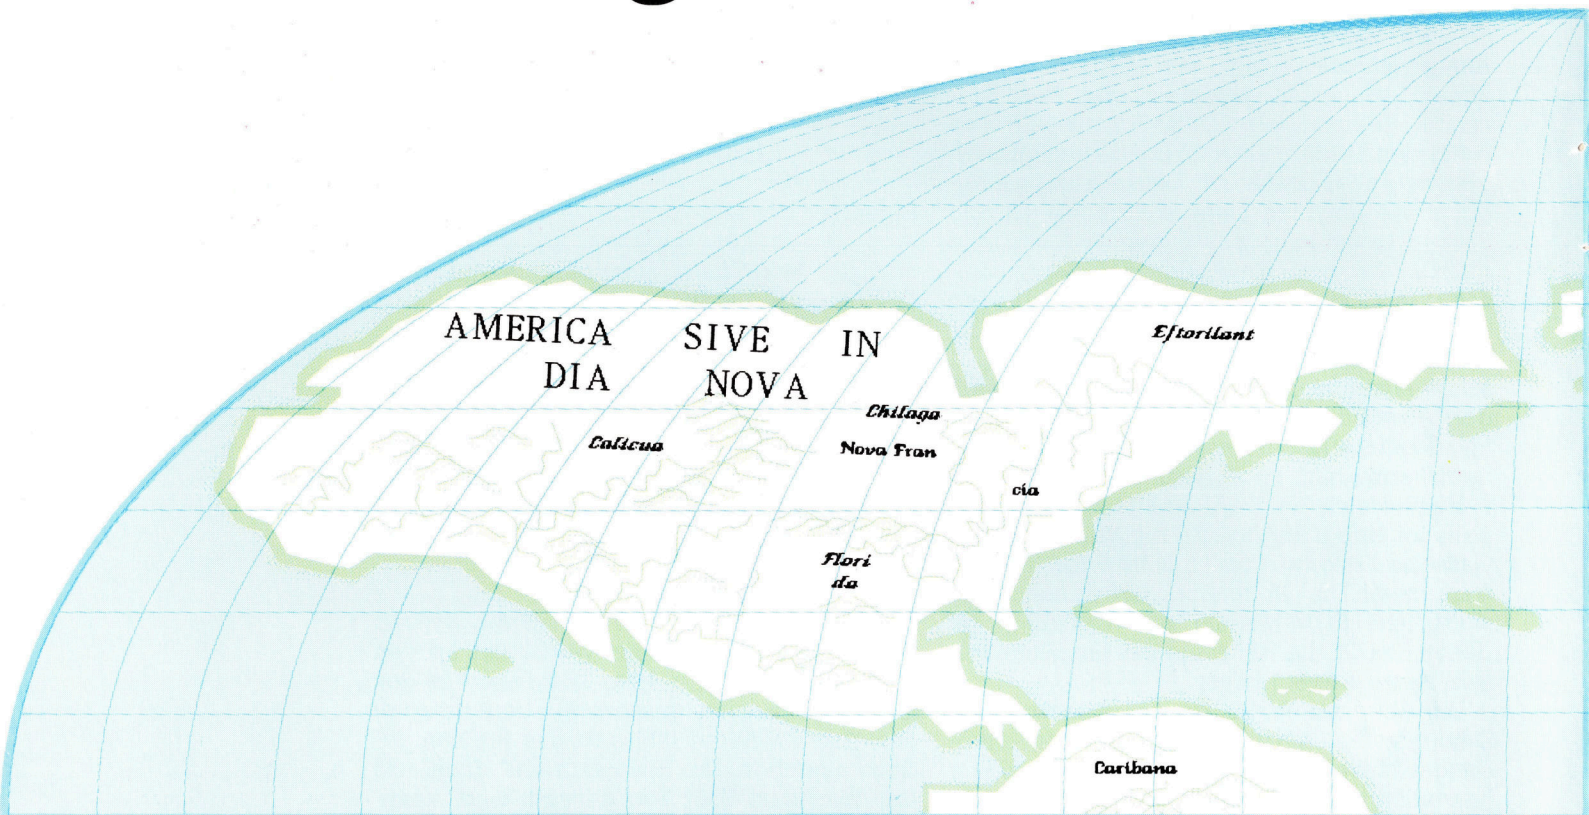 AMERICA SIVE IN
DIA NOVA
Eſtorilant
Chilaga
Calicua
Nova Fran
cia
Flori
da
Caribana